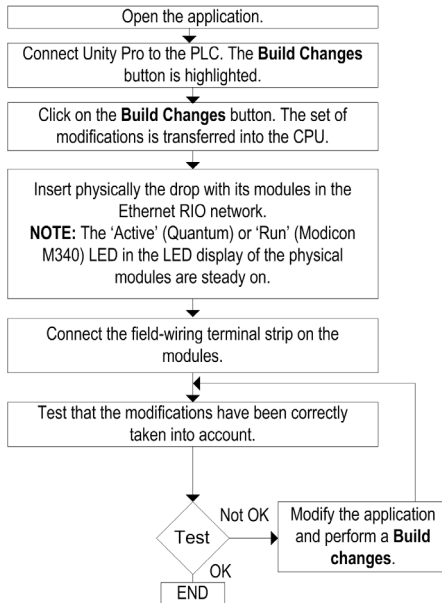 Open the application.
Connect Unity Pro to the PLC. The Build Changes
button is highlighted.
Click on the Build Changes button. The set of
modifications is transferred into the CPU.
Insert physically the drop with its modules in the
Ethernet RIO network.
NOTE: The ‘Active’ (Quantum) or ‘Run’ (Modicon
M340) LED in the LED display of the physical
modules are steady on.
Connect the field-wiring terminal strip on the
modules.
Test that the modifications have been correctly
taken into account.
Test
Not OK
Modify the application
and perform a Build
changes.
OK
END